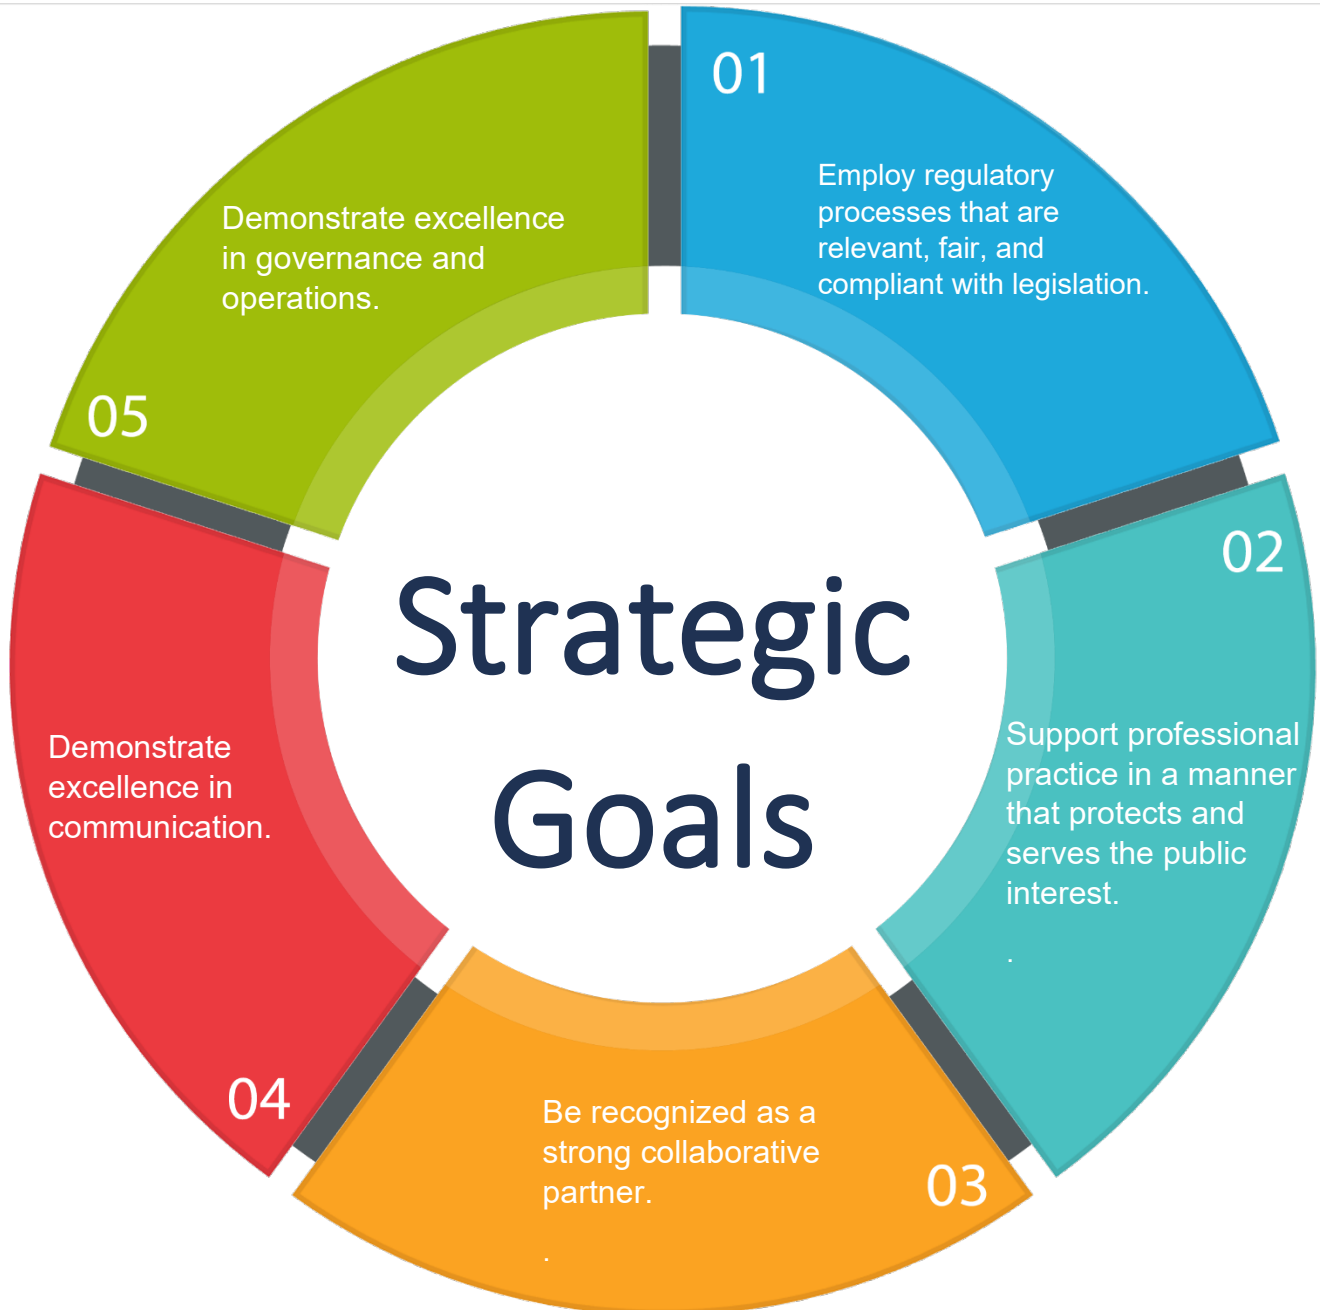 01
Employ regulatory
processes that are
relevant, fair, and
compliant with legislation.
02
Support professional
practice in a manner
that protects and
serves the public
interest.
.
03
Be recognized as a
strong collaborative
partner.
.
04
Demonstrate
excellence in
communication.
05
Demonstrate excellence
in governance and
operations.
Strategic
Goals